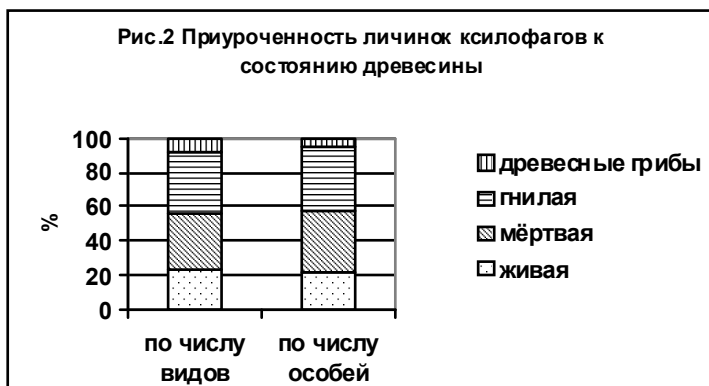 Рис.2 Приуроченность личинок ксилофагов к
состоянию древесины
100
80
60
40
20
0
%
по числу
видов
по числу
особей
древесные грибы
гнилая
мёртвая
живая